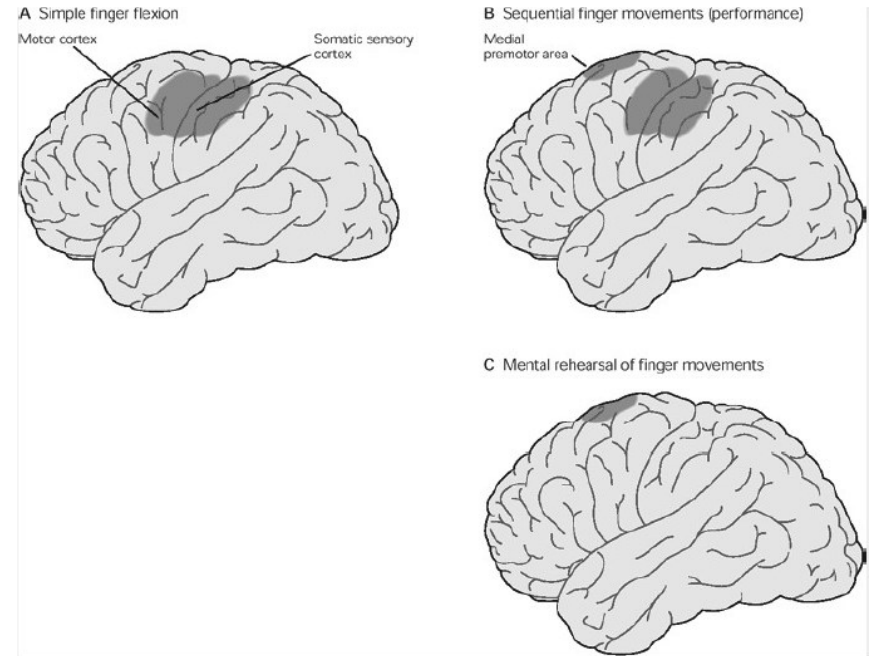 A Simple finger flexion
Motor cortex
Somatic sensory
cortex
B Sequential finger movements (performance)
Medial
premotor area
C Mental rehearsal of finger movements